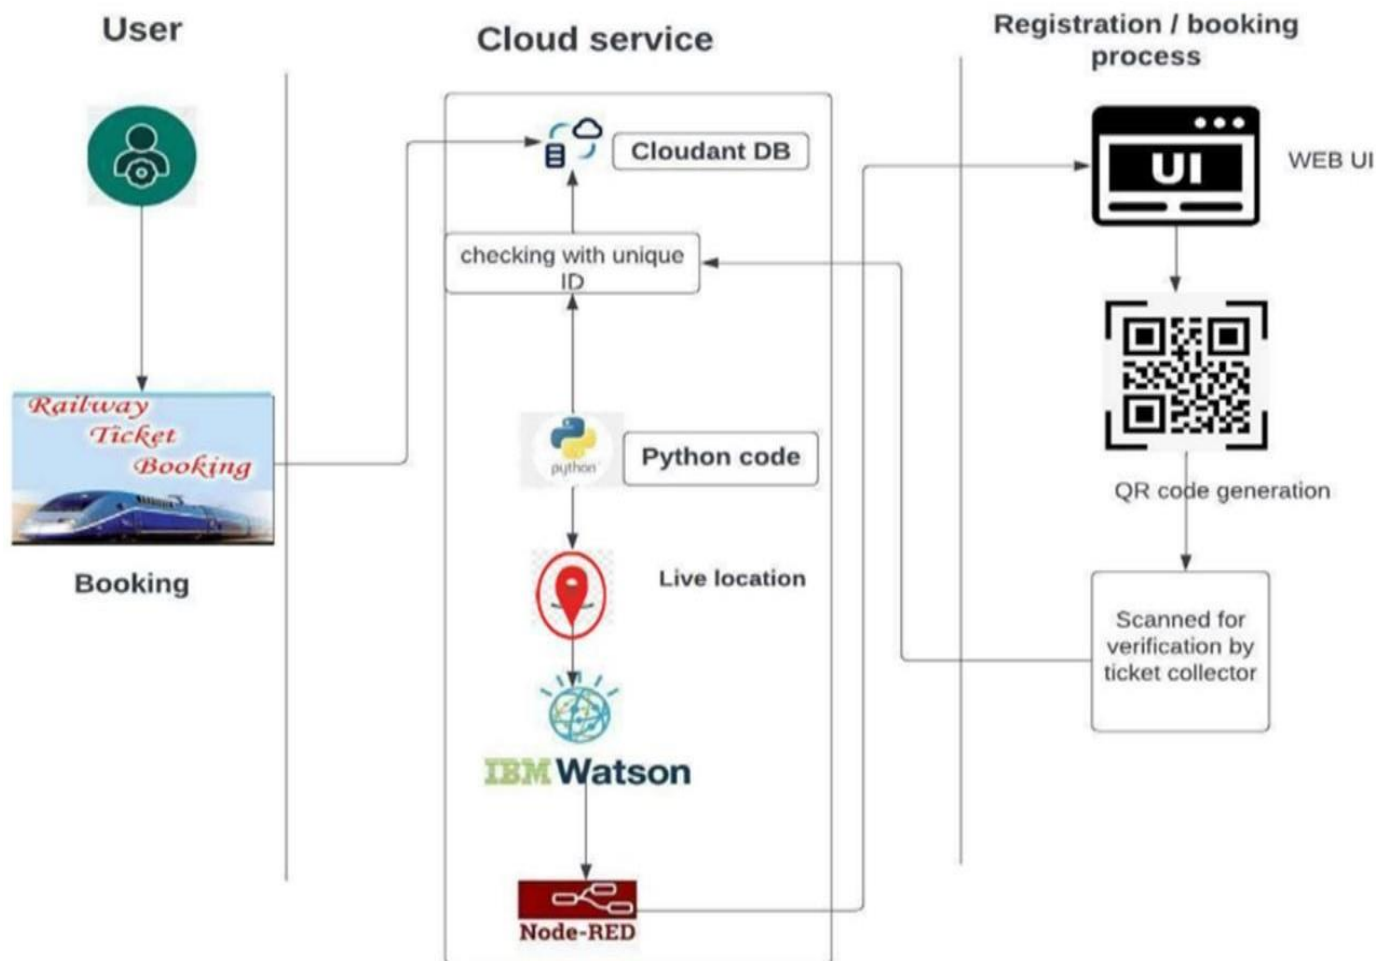 User
Cloud service
Registration / booking
process
Cloudant DB
UI
WEB UI
checking with unique
ID
Railway
Ticket
Booking
python
Python code
QR code generation
Booking
Live location
Scanned for
verification by
ticket collector
IBM Watson
Node-RED